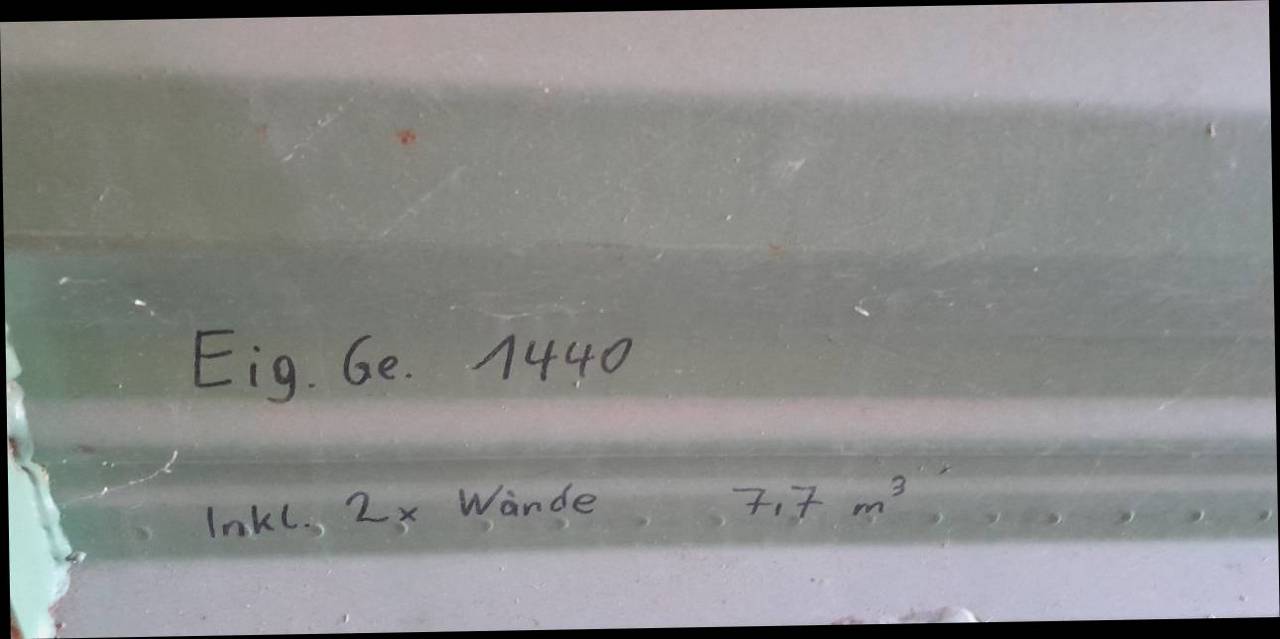 Eig. Ge. 1440
Inkl. 2x Wände 7,7 m³